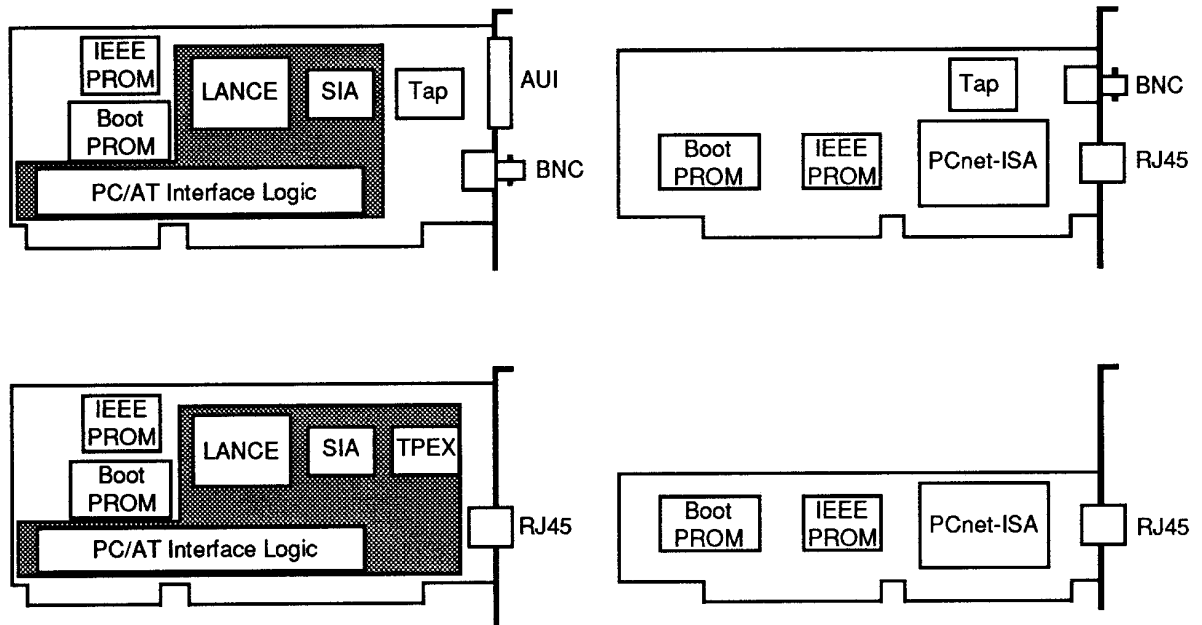 IEEE
PROM
LANCE
SIA
Tap
AUI
Boot
PROM
BNC
PC/AT Interface Logic
Tap
BNC
Boot
PROM
IEEE
PROM
PCnet-ISA
RJ45
IEEE
PROM
LANCE
SIA
TPEX
Boot
PROM
RJ45
PC/AT Interface Logic
Boot
PROM
IEEE
PROM
PCnet-ISA
RJ45